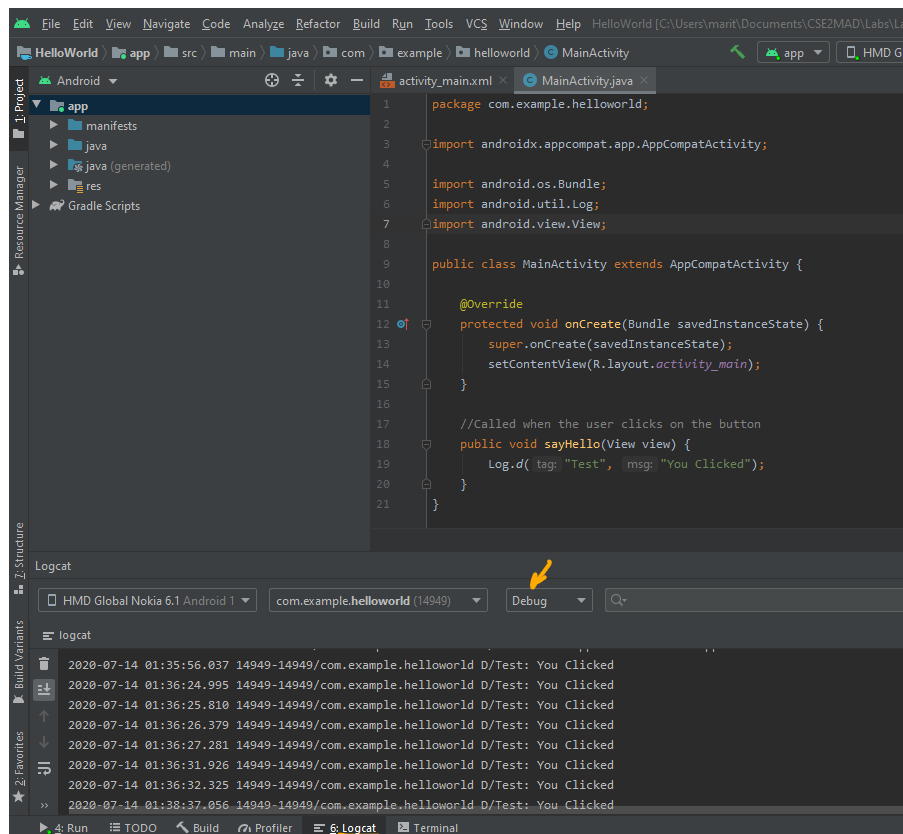 File Edit View Navigate Code Analyze Refactor Build Run Tools VCS Window Help HelloWorld [C:\Users\marit\Documents\CSE2MAD\Labs\
HelloWorld app src main java com example helloworld MainActivity app HMD G
1: Project
Resource Manager
7: Structure
Build Variants
2: Favorites
Android
app
manifests
java
java (generated)
res
Gradle Scripts
activity_main.xml MainActivity.java
1 package com.example.helloworld;
2
3 import androidx.appcompat.app.AppCompatActivity;
4
5 import android.os.Bundle;
6 import android.util.Log;
7 import android.view.View;
8
9 public class MainActivity extends AppCompatActivity {
10
11 @Override
12 protected void onCreate(Bundle savedInstanceState) {
13 super.onCreate(savedInstanceState);
14 setContentView(R.layout.activity_main);
15 }
16
17 //Called when the user clicks on the button
18 public void sayHello(View view) {
19 Log.d( tag: "Test", msg: "You Clicked");
20 }
21 }
Logcat
HMD Global Nokia 6.1 Android 1 com.example.helloworld (14949) Debug
logcat
2020-07-14 01:35:56.037 14949-14949/com.example.helloworld D/Test: You Clicked
2020-07-14 01:36:24.995 14949-14949/com.example.helloworld D/Test: You Clicked
2020-07-14 01:36:25.810 14949-14949/com.example.helloworld D/Test: You Clicked
2020-07-14 01:36:26.379 14949-14949/com.example.helloworld D/Test: You Clicked
2020-07-14 01:36:27.281 14949-14949/com.example.helloworld D/Test: You Clicked
2020-07-14 01:36:31.926 14949-14949/com.example.helloworld D/Test: You Clicked
2020-07-14 01:36:32.325 14949-14949/com.example.helloworld D/Test: You Clicked
2020-07-14 01:38:37.056 14949-14949/com.example.helloworld D/Test: You Clicked
4: Run TODO Build Profiler 6: Logcat Terminal